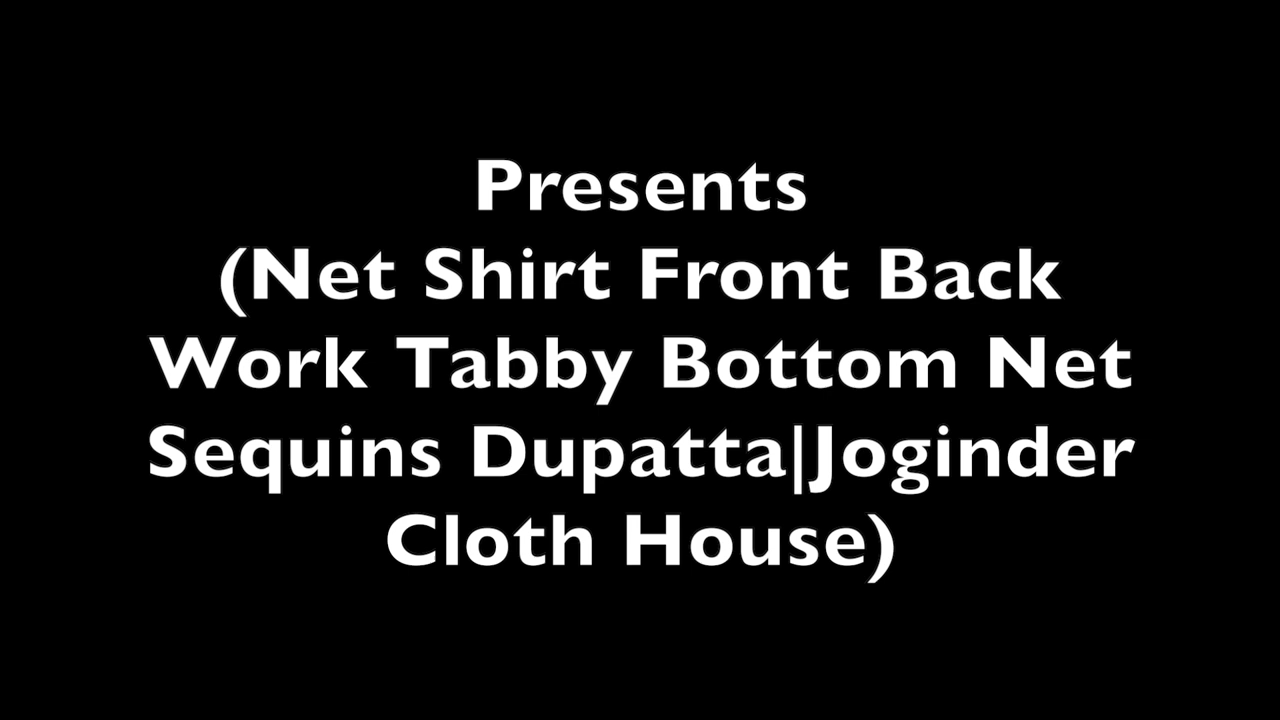 Presents
(Net Shirt Front Back
Work Tabby Bottom Net
Sequins Dupatta|Joginder
Cloth House)